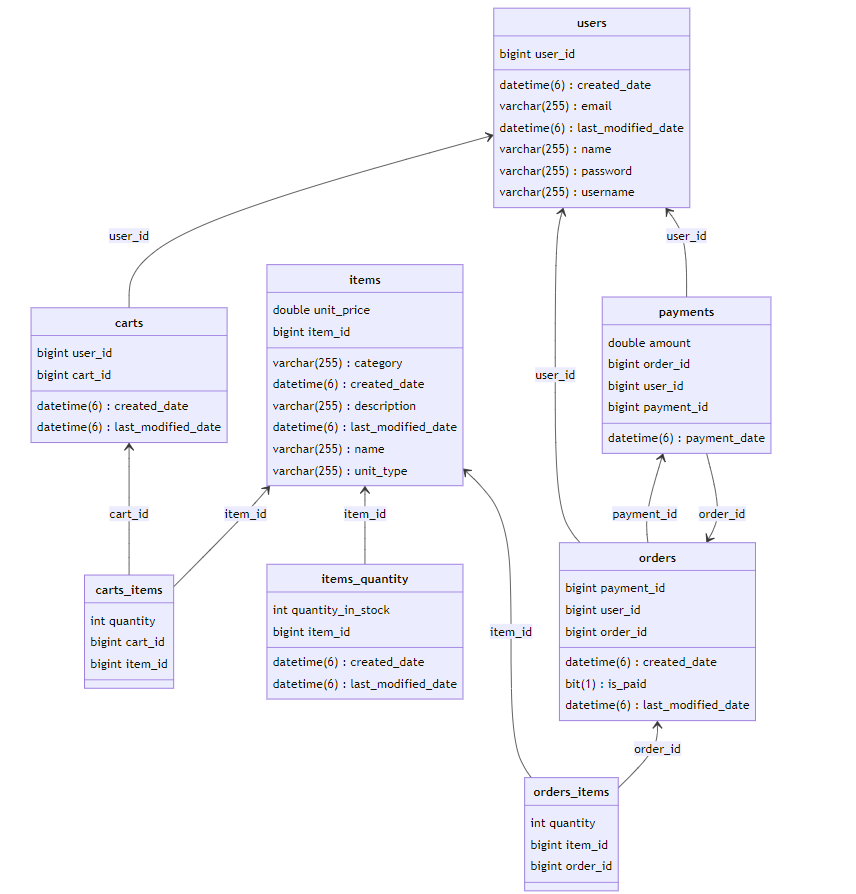 users
bigint user_id
datetime(6) : created_date
varchar(255) : email
datetime(6) : last_modified_date
varchar(255) : name
varchar(255) : password
varchar(255) : username
user_id
user_id
items
double unit_price
bigint item_id
varchar(255) : category
datetime(6) : created_date
varchar(255) : description
datetime(6) : last_modified_date
varchar(255) : name
varchar(255) : unit_type
carts
bigint user_id
bigint cart_id
datetime(6) : created_date
datetime(6) : last_modified_date
payments
double amount
bigint order_id
bigint user_id
bigint payment_id
datetime(6) : payment_date
user_id
cart_id
item_id
item_id
payment_id
order_id
carts_items
int quantity
bigint cart_id
bigint item_id
items_quantity
int quantity_in_stock
bigint item_id
datetime(6) : created_date
datetime(6) : last_modified_date
item_id
orders
bigint payment_id
bigint user_id
bigint order_id
datetime(6) : created_date
bit(1) : is_paid
datetime(6) : last_modified_date
order_id
orders_items
int quantity
bigint item_id
bigint order_id